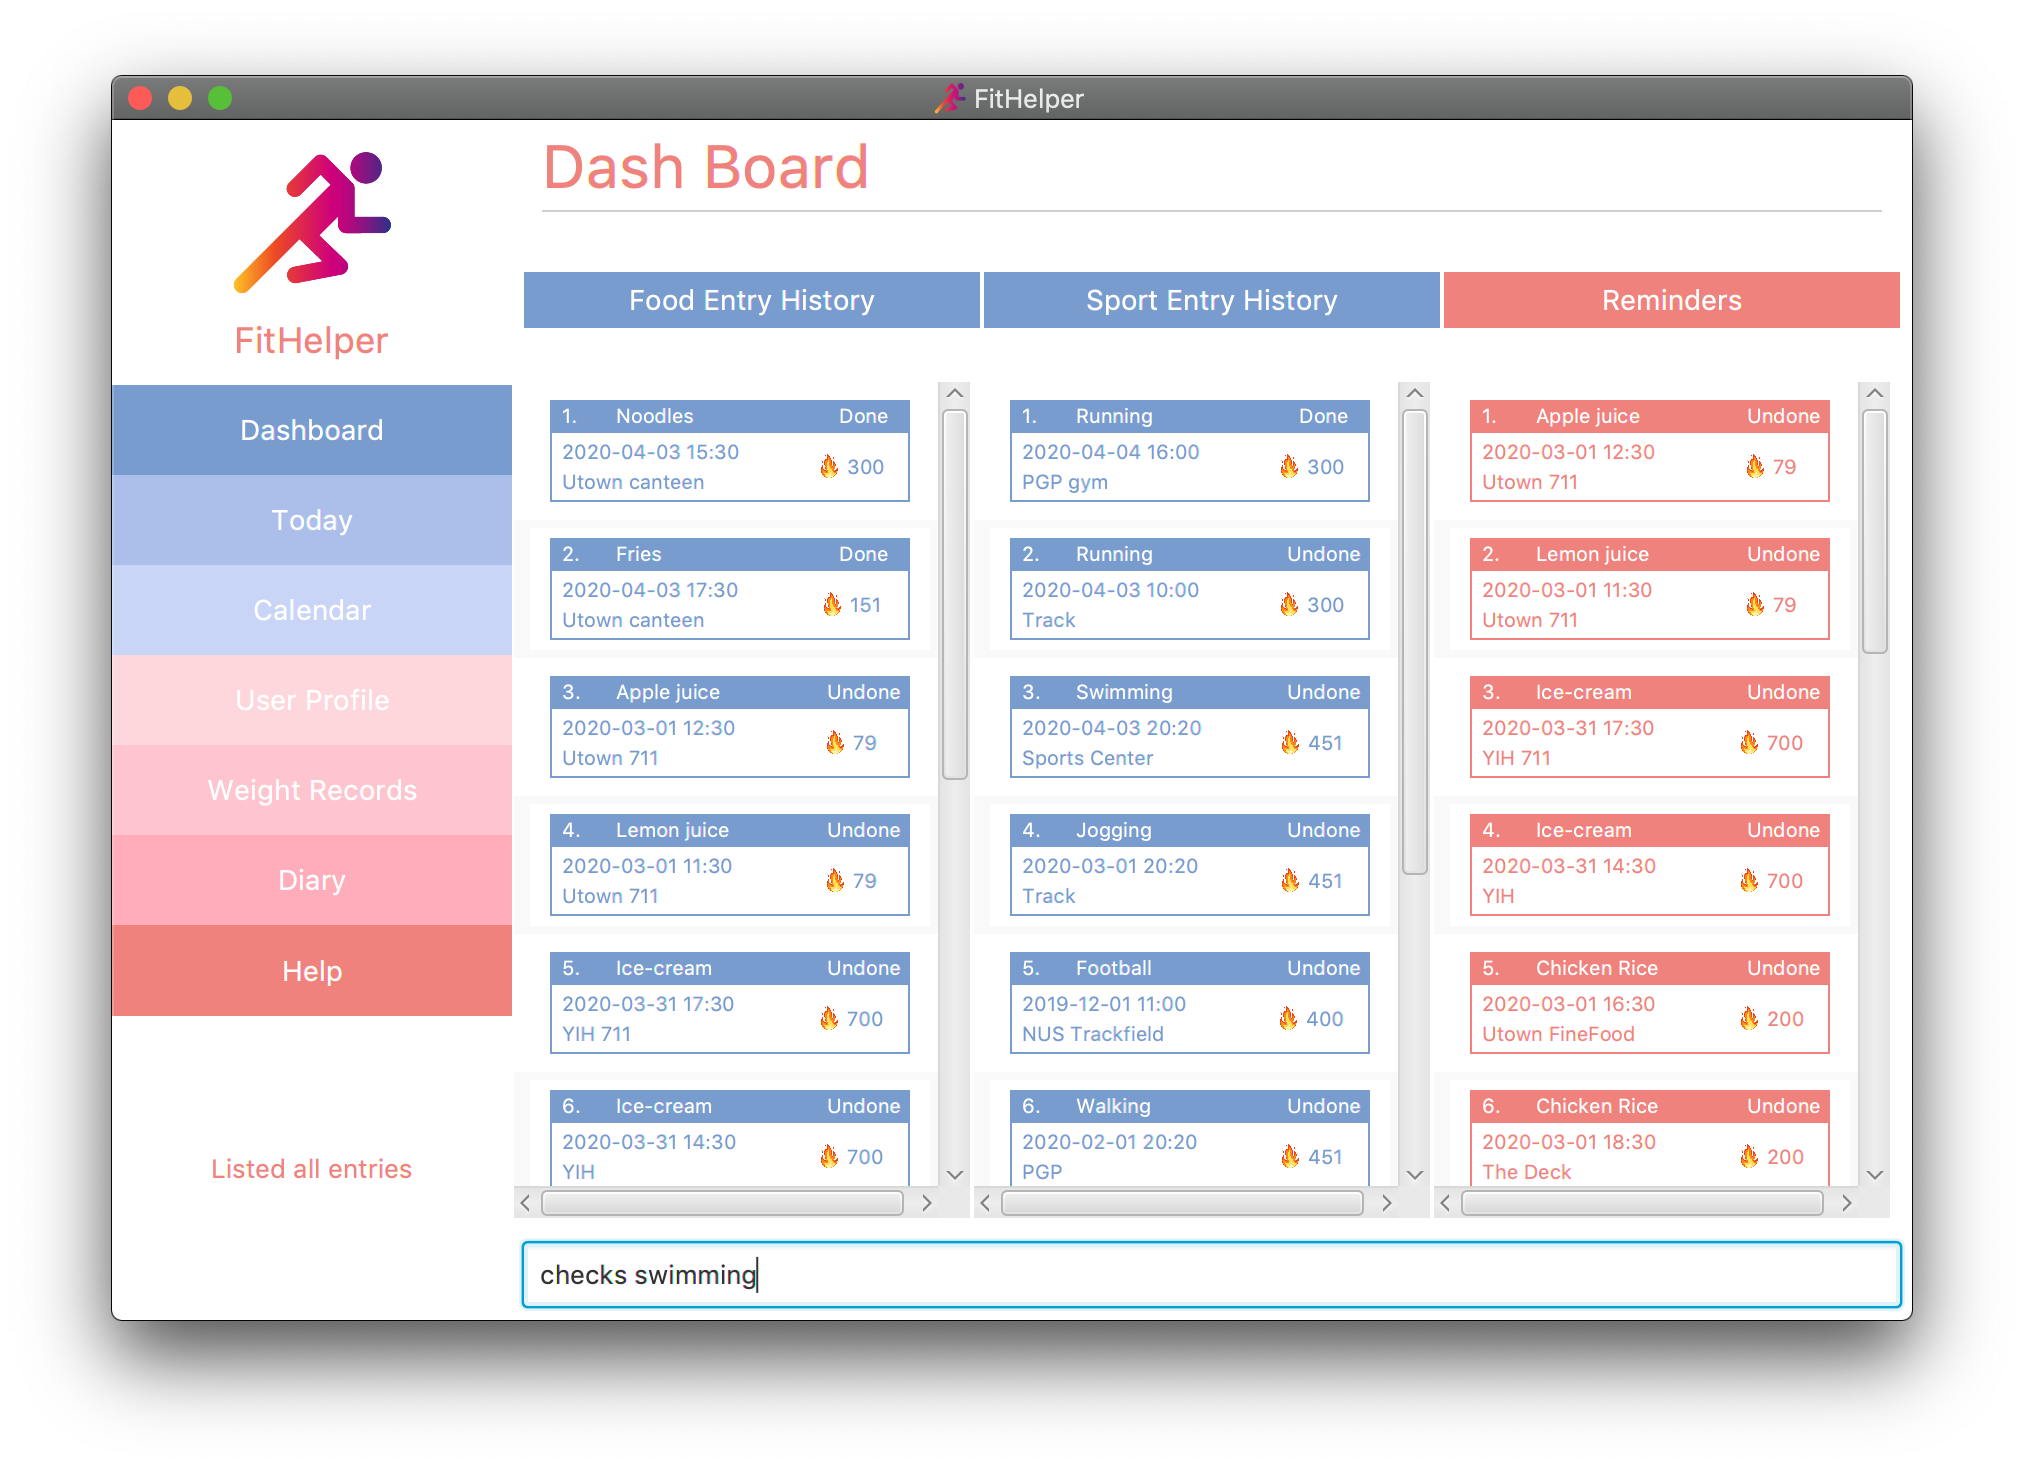 FitHelper
FitHelper
Dashboard
Today
Calendar
User Profile
Weight Records
Diary
Help
Listed all entries
Dash Board
Food Entry History
1. Noodles Done
2020-04-03 15:30
300
Utown canteen
2. Fries Done
2020-04-03 17:30
151
Utown canteen
3. Apple juice Undone
2020-03-01 12:30
79
Utown 711
4. Lemon juice Undone
2020-03-01 11:30
79
Utown 711
5. Ice-cream Undone
2020-03-31 17:30
700
YIH 711
6. Ice-cream Undone
2020-03-31 14:30
700
YIH
Sport Entry History
1. Running Done
2020-04-04 16:00
300
PGP gym
2. Running Undone
2020-04-03 10:00
300
Track
3. Swimming Undone
2020-04-03 20:20
451
Sports Center
4. Jogging Undone
2020-03-01 20:20
451
Track
5. Football Undone
2019-12-01 11:00
400
NUS Trackfield
6. Walking Undone
2020-02-01 20:20
451
PGP
Reminders
1. Apple juice Undone
2020-03-01 12:30
79
Utown 711
2. Lemon juice Undone
2020-03-01 11:30
79
Utown 711
3. Ice-cream Undone
2020-03-31 17:30
700
YIH 711
4. Ice-cream Undone
2020-03-31 14:30
700
YIH
5. Chicken Rice Undone
2020-03-01 16:30
200
Utown FineFood
6. Chicken Rice Undone
2020-03-01 18:30
200
The Deck
checks swimming